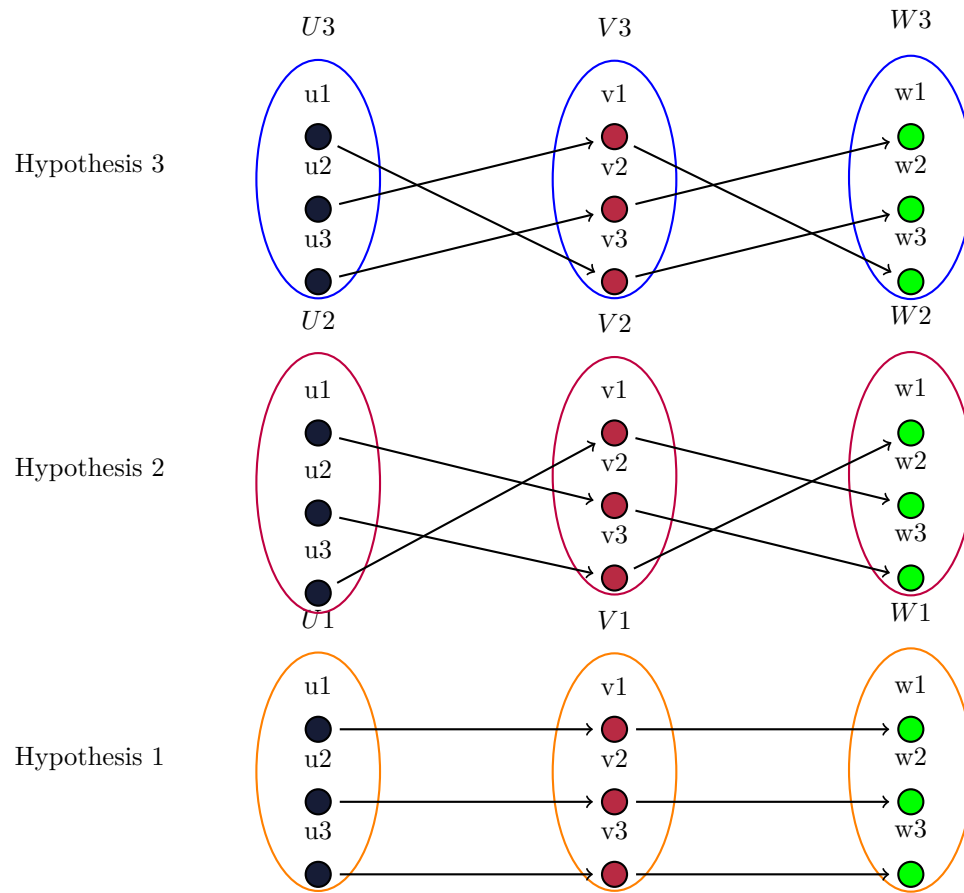 U3 V3 W3
u1 v1 w1
Hypothesis 3
u2 v2 w2
u3 v3 w3
U2 V2 W2
u1 v1 w1
Hypothesis 2
u2 v2 w2
u3 v3 w3
U1 V1 W1
u1 v1 w1
Hypothesis 1
u2 v2 w2
u3 v3 w3